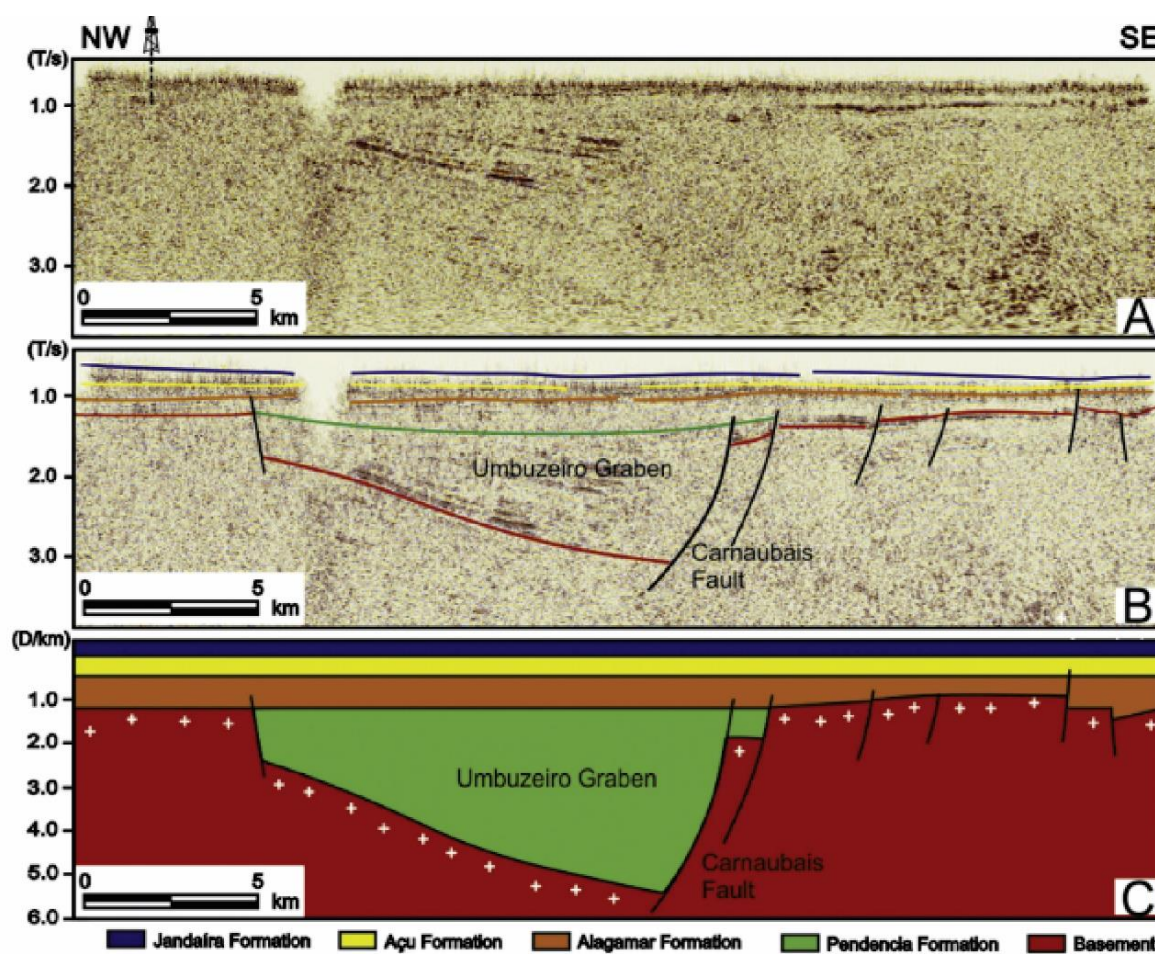 NW SE
(T/s)
1.0
2.0
3.0
0 5
km
A
(T/s)
1.0
2.0
3.0
Umbuzeiro Graben
Carnaubais
Fault
0 5
km
B
(D/km)
1.0
2.0
3.0
4.0
5.0
6.0
Umbuzeiro Graben
Carnaubais
Fault
0 5
km
C
Jandaíra Formation Açu Formation Alagamar Formation Pendencia Formation Basement